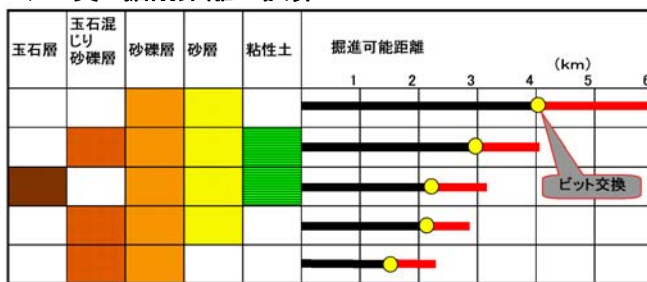 玉石層
玉石混
じり
砂礫層
砂礫層
砂層
粘性土
掘進可能距離
(km)
1 2 3 4 5 6
ビット交換